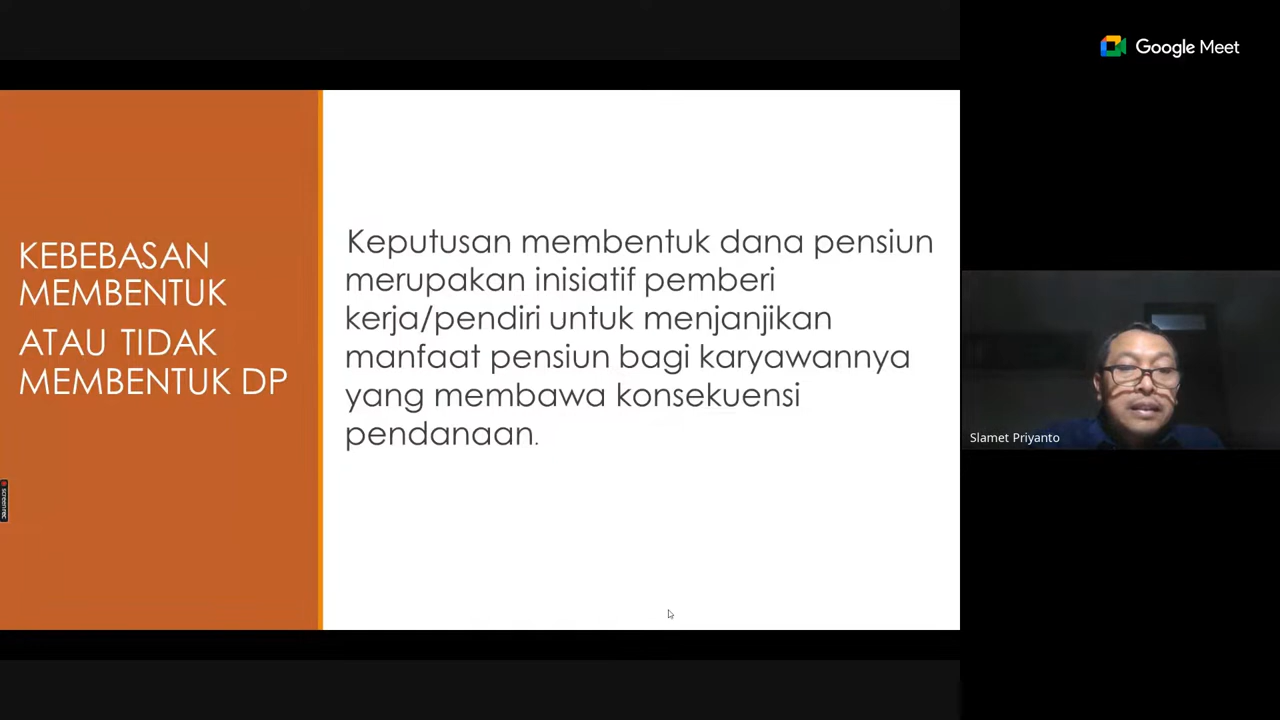 Google Meet
KEBEBASAN
MEMBENTUK
ATAU TIDAK
MEMBENTUK DP
Keputusan membentuk dana pensiun
merupakan inisiatif pemberi
kerja/pendiri untuk menjanjikan
manfaat pensiun bagi karyawannya
yang membawa konsekuensi
pendanaan.
Slamet Priyanto
screenrec